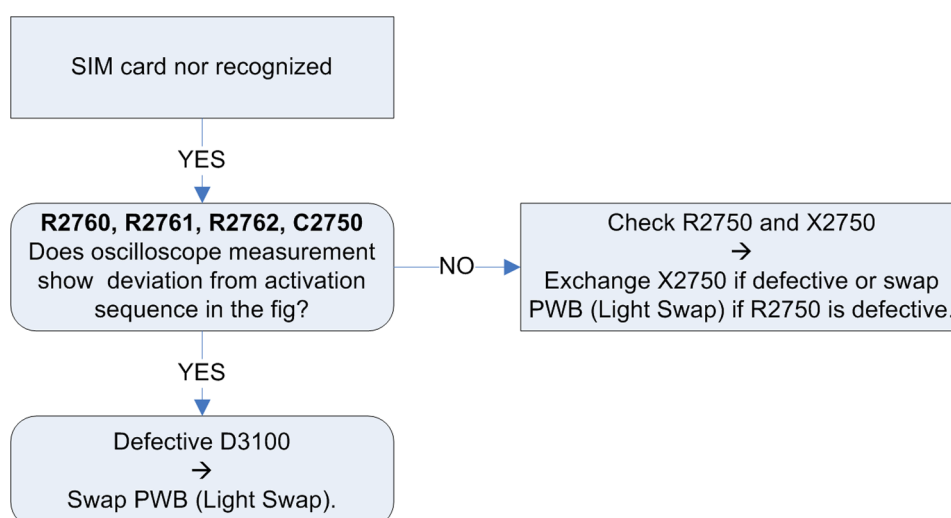 SIM card nor recognized
YES
R2760, R2761, R2762, C2750
Does oscilloscope measurement
show  deviation from activation
sequence in the fig?
NO
Check R2750 and X2750
→
Exchange X2750 if defective or swap
PWB (Light Swap) if R2750 is defective.
YES
Defective D3100
→
Swap PWB (Light Swap).